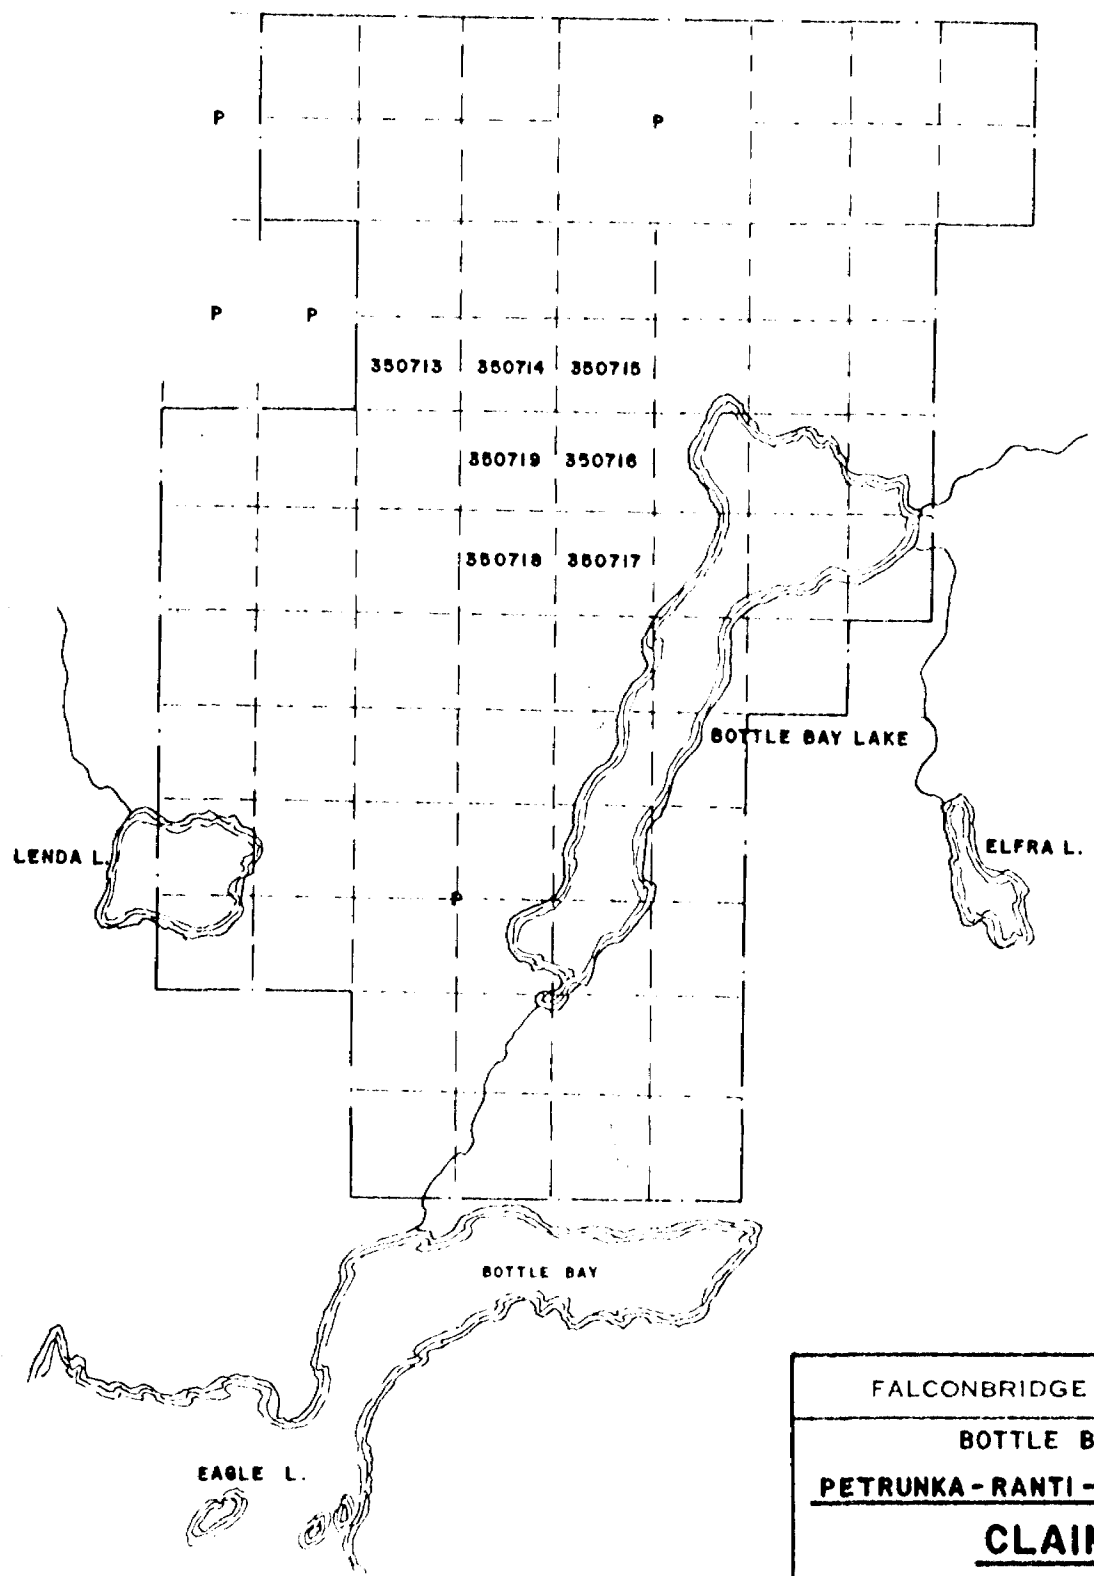 P
P
P P
350713 350714 350715
350719 350716
350718 350717
BOTTLE BAY LAKE
LENDA L.
ELFRA L.
P
BOTTLE BAY
EAGLE L.
FALCONBRIDGE
BOTTLE B
PETRUNKA-RANTI-
CLAI